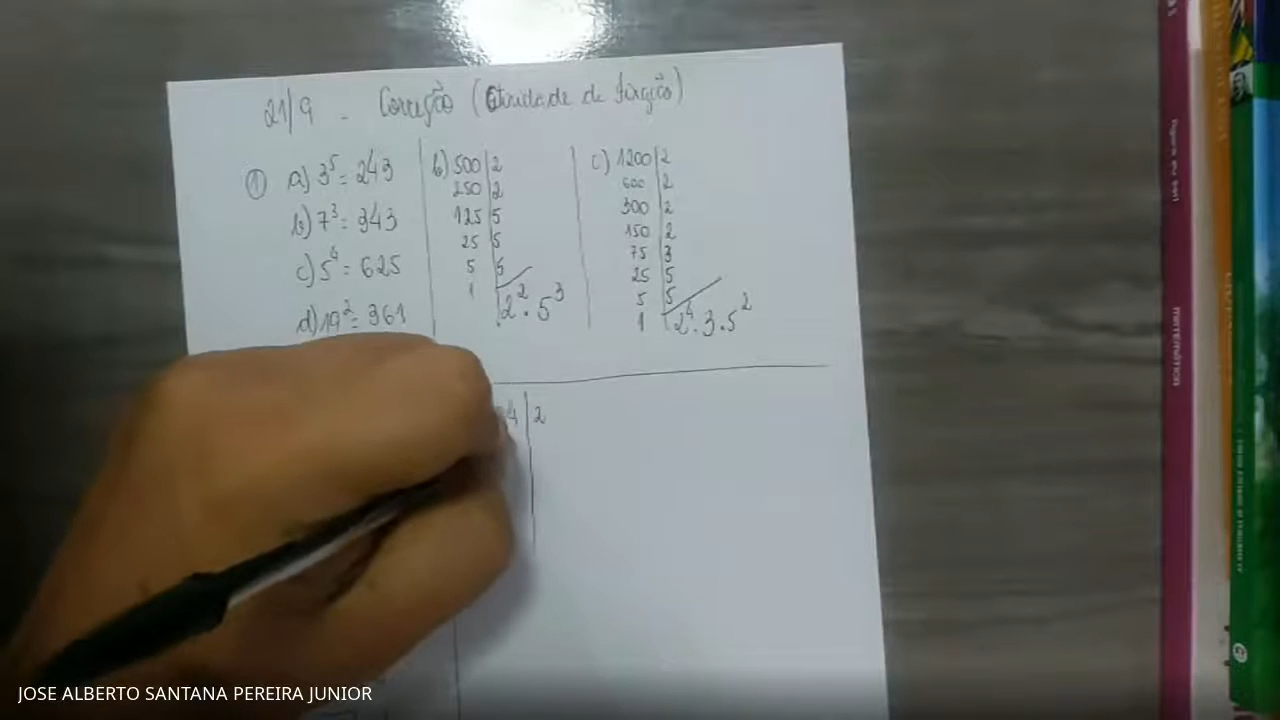 21/9 - Correção (Atividade de fixação)
① a) 3⁵ = 243
b) 7³ = 343
c) 5⁴ = 625
d) 19² = 361
b) 500|2
250|2
125|5
25|5
5|5
1|2² . 5³
c) 1200|2
600|2
300|2
150|2
75|3
25|5
5|5
1|2⁴ . 3 . 5²
4|2
MATEMÁTICA
JOSE ALBERTO SANTANA PEREIRA JUNIOR